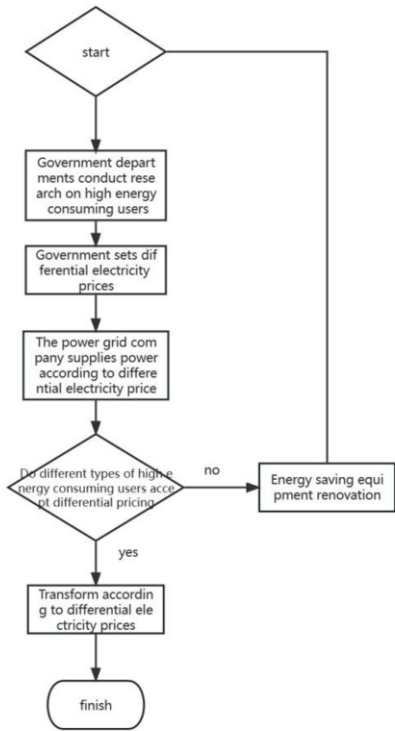 start
Government depart
ments conduct rese
arch on high energy
consuming users
Government sets dif
ferential electricity
prices
The power grid com
pany supplies power
according to differe
ntial electricity price
Do different types of high e
nergy consuming users acce
pt differential pricing
no
Energy saving equi
pment renovation
yes
Transform accordin
g to differential ele
ctricity prices
finish